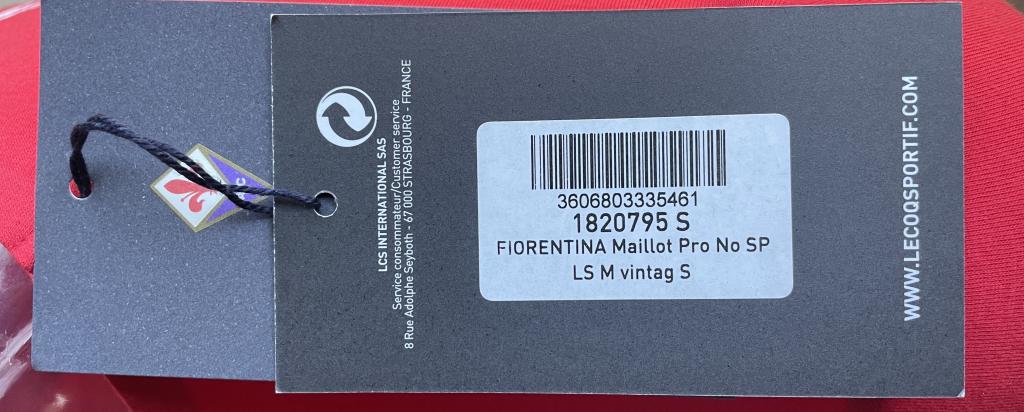 LCS INTERNATIONAL SAS
Service consommateur/Customer service
8 Rue Adolphe Seyboth - 67 000 STRASBOURG - FRANCE
3606803335461
1820795 S
FIORENTINA Maillot Pro No SP
LS M vintag S
WWW.LECOQSPORTIF.COM